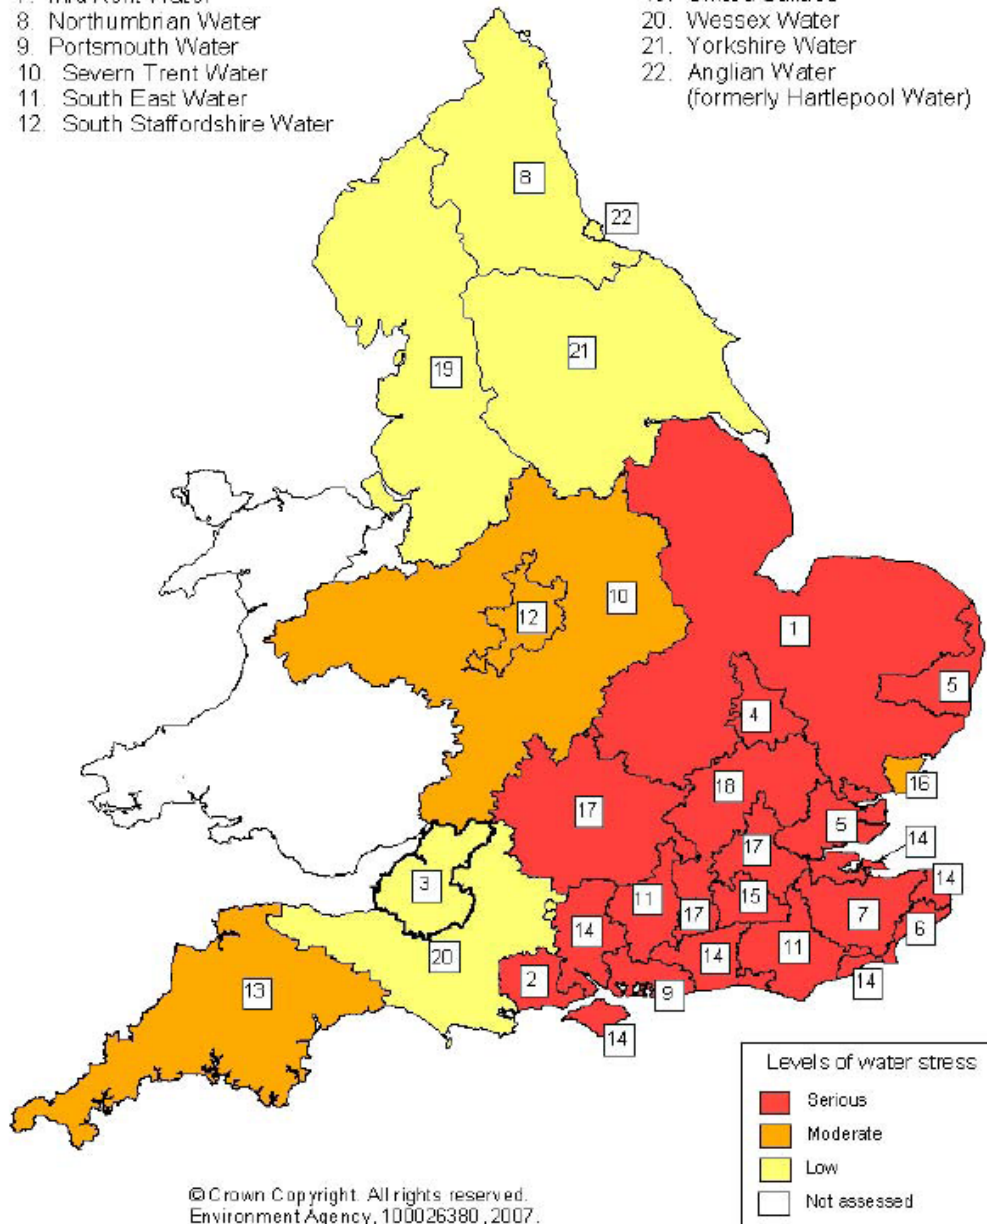 8. Northumbrian Water
9. Portsmouth Water
10. Severn Trent Water
11. South East Water
12. South Staffordshire Water
20. Wessex Water
21. Yorkshire Water
22. Anglian Water
(formerly Hartlepool Water)
8
22
21
19
10
12
1
5
4
18
16
17
5
14
17
3
14
15
11
7
17
6
14
11
20
14
2
13
9
14
14
Levels of water stress
Serious
Moderate
Low
Not assessed
© Crown Copyright. All rights reserved.
Environment Agency, 100026380, 2007.